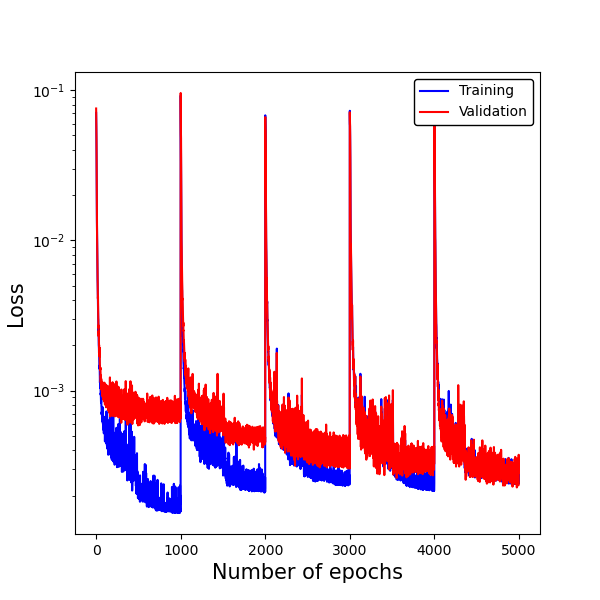 Training
Validation
10⁻¹
10⁻²
10⁻³
Loss
0 1000 2000 3000 4000 5000
Number of epochs